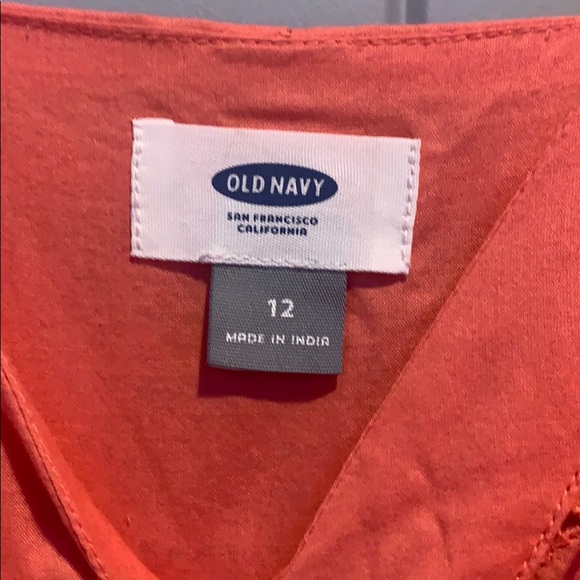 OLD NAVY
SAN FRANCISCO
CALIFORNIA
12
MADE IN INDIA